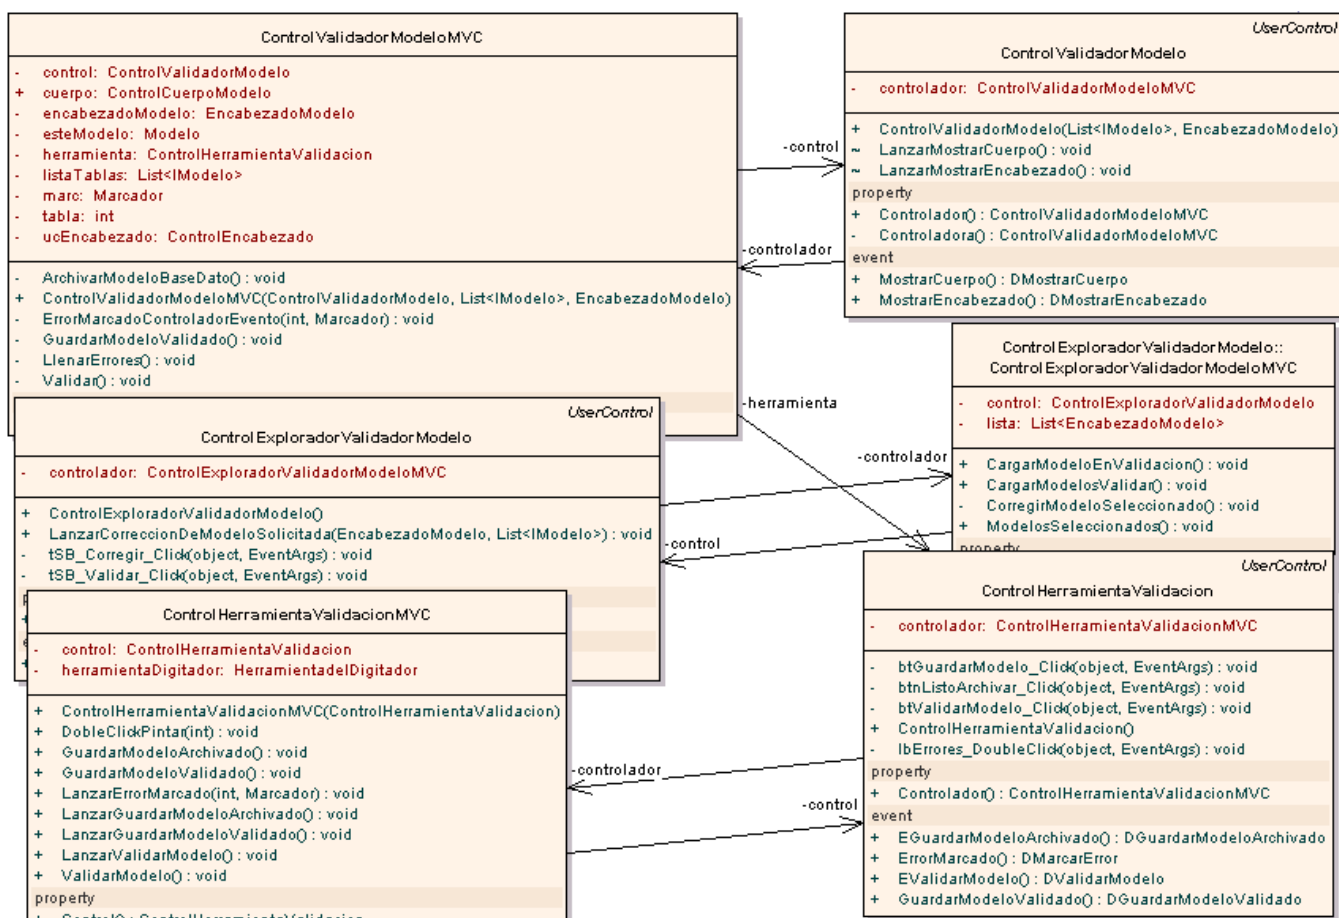 ControlValidadorModeloMVC
- control: ControlValidadorModelo
+ cuerpo: ControlCuerpoModelo
- encabezadoModelo: EncabezadoModelo
- esteModelo: Modelo
- herramienta: ControlHerramientaValidacion
- listaTablas: List<IModelo>
- marc: Marcador
- tabla: int
- ucEncabezado: ControlEncabezado
- ArchivarModeloBaseDato() : void
+ ControlValidadorModeloMVC(ControlValidadorModelo, List<IModelo>, EncabezadoModelo)
- ErrorMarcadoControladorEvento(int, Marcador) : void
- GuardarModeloValidado() : void
- LlenarErrores() : void
- Validar() : void
UserControl
ControlValidadorModelo
- controlador: ControlValidadorModeloMVC
+ ControlValidadorModelo(List<IModelo>, EncabezadoModelo)
~ LanzarMostrarCuerpo() : void
~ LanzarMostrarEncabezado() : void
property
+ Controlador() : ControlValidadorModeloMVC
- Controladora() : ControlValidadorModeloMVC
event
+ MostrarCuerpo() : DMostrarCuerpo
+ MostrarEncabezado() : DMostrarEncabezado
-control
-controlador
-herramienta
UserControl
ControlExploradorValidadorModelo
- controlador: ControlExploradorValidadorModeloMVC
+ ControlExploradorValidadorModelo()
+ LanzarCorreccionDeModeloSolicitada(EncabezadoModelo, List<IModelo>) : void
- tSB_Corregir_Click(object, EventArgs) : void
- tSB_Validar_Click(object, EventArgs) : void
ControlExploradorValidadorModelo::
ControlExploradorValidadorModeloMVC
- control: ControlExploradorValidadorModelo
- lista: List<EncabezadoModelo>
+ CargarModeloEnValidacion() : void
+ CargarModelosValidar() : void
- CorregirModeloSeleccionado() : void
+ ModelosSeleccionados() : void
property
-controlador
-control
ControlHerramientaValidacionMVC
- control: ControlHerramientaValidacion
- herramientaDigitador: HerramientadelDigitador
+ ControlHerramientaValidacionMVC(ControlHerramientaValidacion)
+ DobleClickPintar(int) : void
+ GuardarModeloArchivado() : void
+ GuardarModeloValidado() : void
+ LanzarErrorMarcado(int, Marcador) : void
+ LanzarGuardarModeloArchivado() : void
+ LanzarGuardarModeloValidado() : void
+ LanzarValidarModelo() : void
+ ValidarModelo() : void
property
+ Control() : ControlHerramientaValidacion
UserControl
ControlHerramientaValidacion
- controlador: ControlHerramientaValidacionMVC
- btGuardarModelo_Click(object, EventArgs) : void
- btnListoArchivar_Click(object, EventArgs) : void
- btValidarModelo_Click(object, EventArgs) : void
+ ControlHerramientaValidacion()
- lbErrores_DoubleClick(object, EventArgs) : void
property
+ Controlador() : ControlHerramientaValidacionMVC
event
+ EGuardarModeloArchivado() : DGuardarModeloArchivado
+ ErrorMarcado() : DMarcarError
+ EValidarModelo() : DValidarModelo
+ GuardarModeloValidado() : DGuardarModeloValidado
-controlador
-control